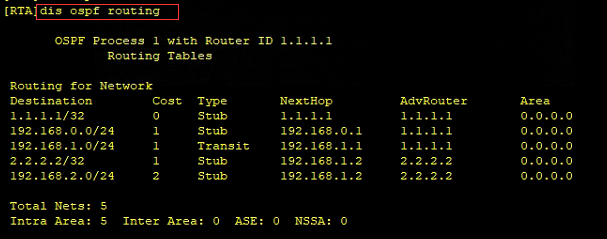 [RTA]dis ospf routing
OSPF Process 1 with Router ID 1.1.1.1
Routing Tables
Routing for Network
Destination Cost Type NextHop AdvRouter Area
1.1.1.1/32 0 Stub 1.1.1.1 1.1.1.1 0.0.0.0
192.168.0.0/24 1 Stub 192.168.0.1 1.1.1.1 0.0.0.0
192.168.1.0/24 1 Transit 192.168.1.1 1.1.1.1 0.0.0.0
2.2.2.2/32 1 Stub 192.168.1.2 2.2.2.2 0.0.0.0
192.168.2.0/24 2 Stub 192.168.1.2 2.2.2.2 0.0.0.0
Total Nets: 5
Intra Area: 5 Inter Area: 0 ASE: 0 NSSA: 0